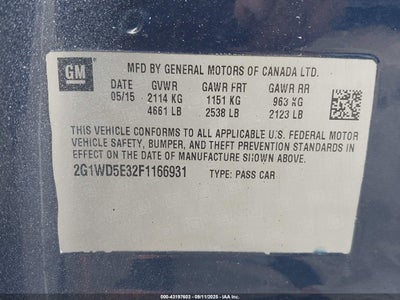 GM
MFD BY GENERAL MOTORS OF CANADA LTD.
DATE GVWR GAWR FRT GAWR RR
05/15 2114 KG 1151 KG 963 KG
4661 LB 2538 LB 2123 LB
THIS VEHICLE CONFORMS TO ALL APPLICABLE U.S. FEDERAL MOTOR
VEHICLE SAFETY, BUMPER, AND THEFT PREVENTION STANDARDS
IN EFFECT ON THE DATE OF MANUFACTURE SHOWN ABOVE.
2G1WD5E32F1166931 TYPE: PASS CAR
000-43197603 - 09/11/2025 - IAA Inc.